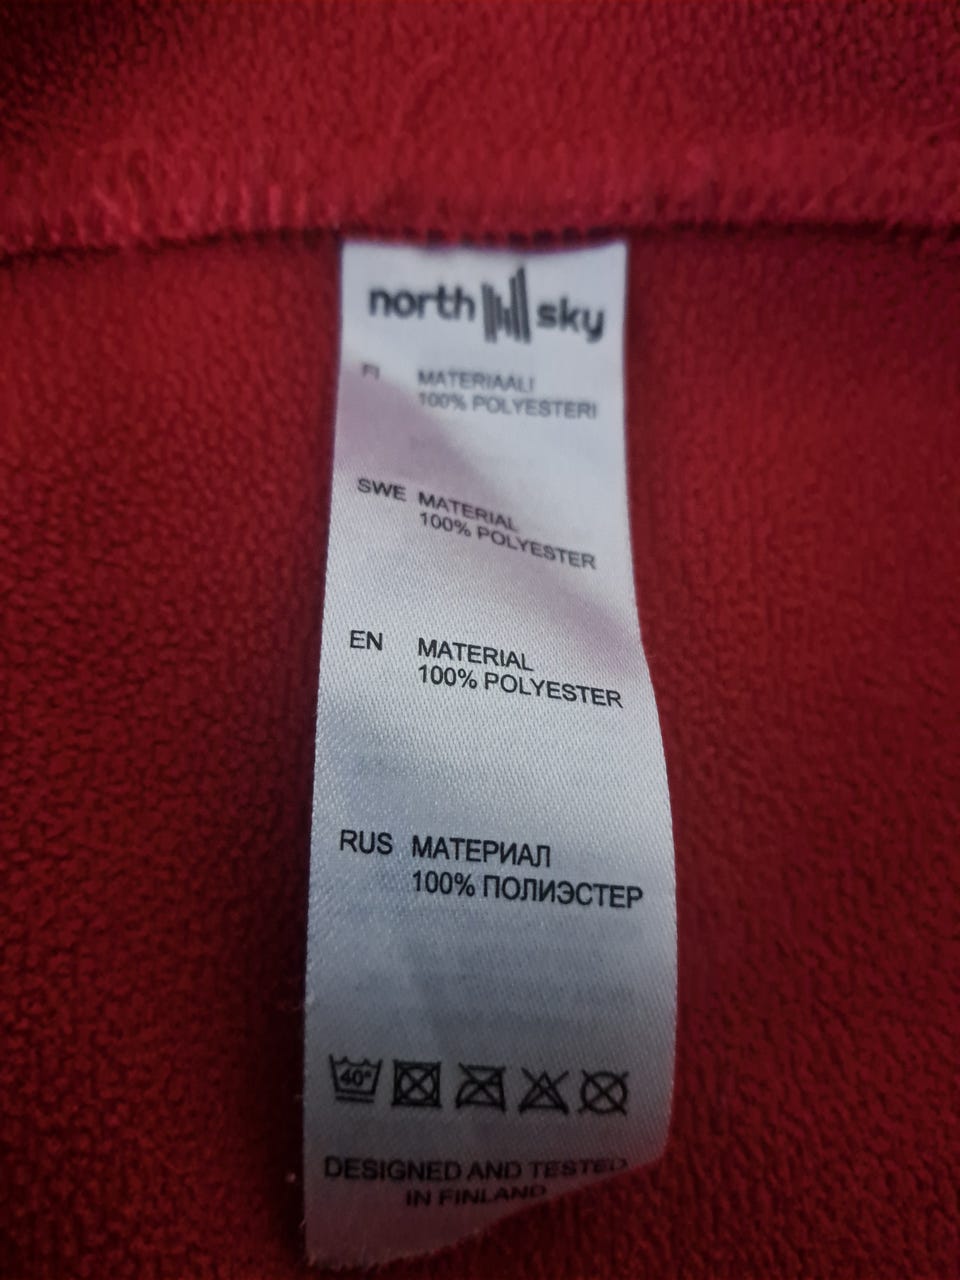 north sky
FI MATERIAALI
100% POLYESTERI
SWE MATERIAL
100% POLYESTER
EN MATERIAL
100% POLYESTER
RUS МАТЕРИАЛ
100% ПОЛИЭСТЕР
40°
DESIGNED AND TESTED
IN FINLAND